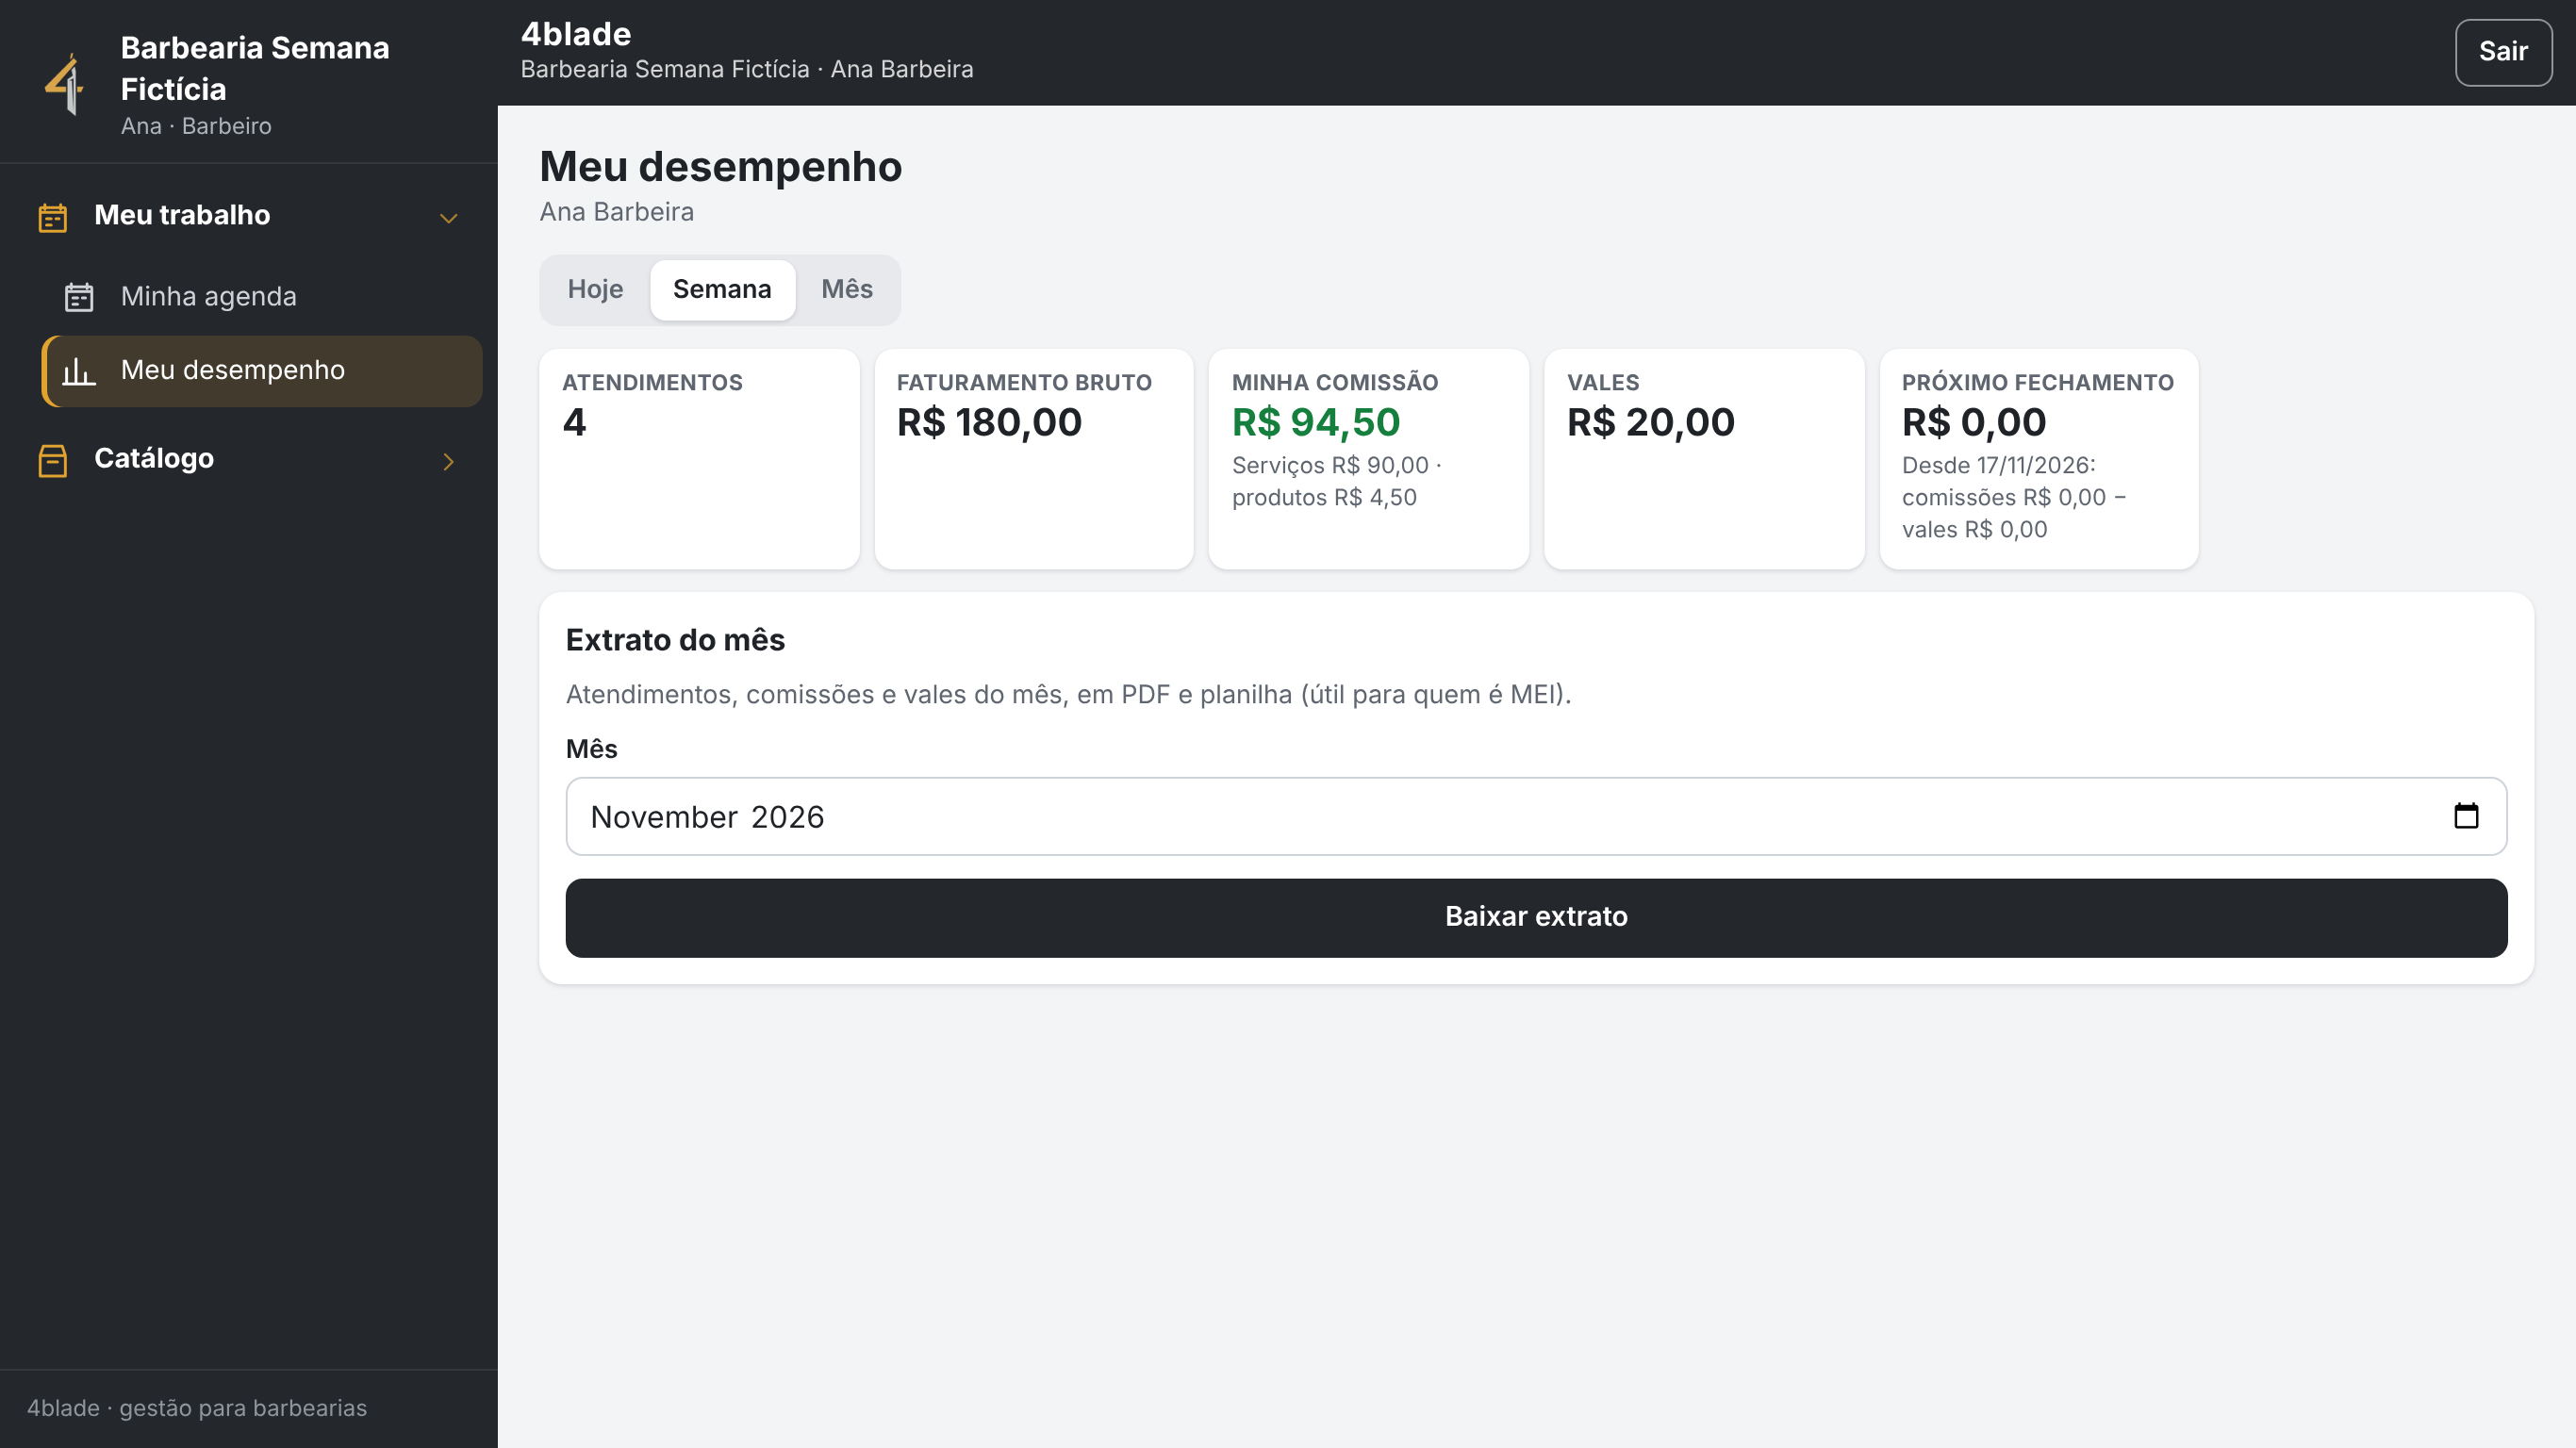 Barbearia Semana
Fictícia
Ana · Barbeiro
Meu trabalho
Minha agenda
Meu desempenho
Catálogo
4blade · gestão para barbearias
4blade
Barbearia Semana Fictícia · Ana Barbeira
Sair
Meu desempenho
Ana Barbeira
Hoje
Semana
Mês
ATENDIMENTOS
4
FATURAMENTO BRUTO
R$ 180,00
MINHA COMISSÃO
R$ 94,50
Serviços R$ 90,00 ·
produtos R$ 4,50
VALES
R$ 20,00
PRÓXIMO FECHAMENTO
R$ 0,00
Desde 17/11/2026:
comissões R$ 0,00 −
vales R$ 0,00
Extrato do mês
Atendimentos, comissões e vales do mês, em PDF e planilha (útil para quem é MEI).
Mês
November 2026
Baixar extrato